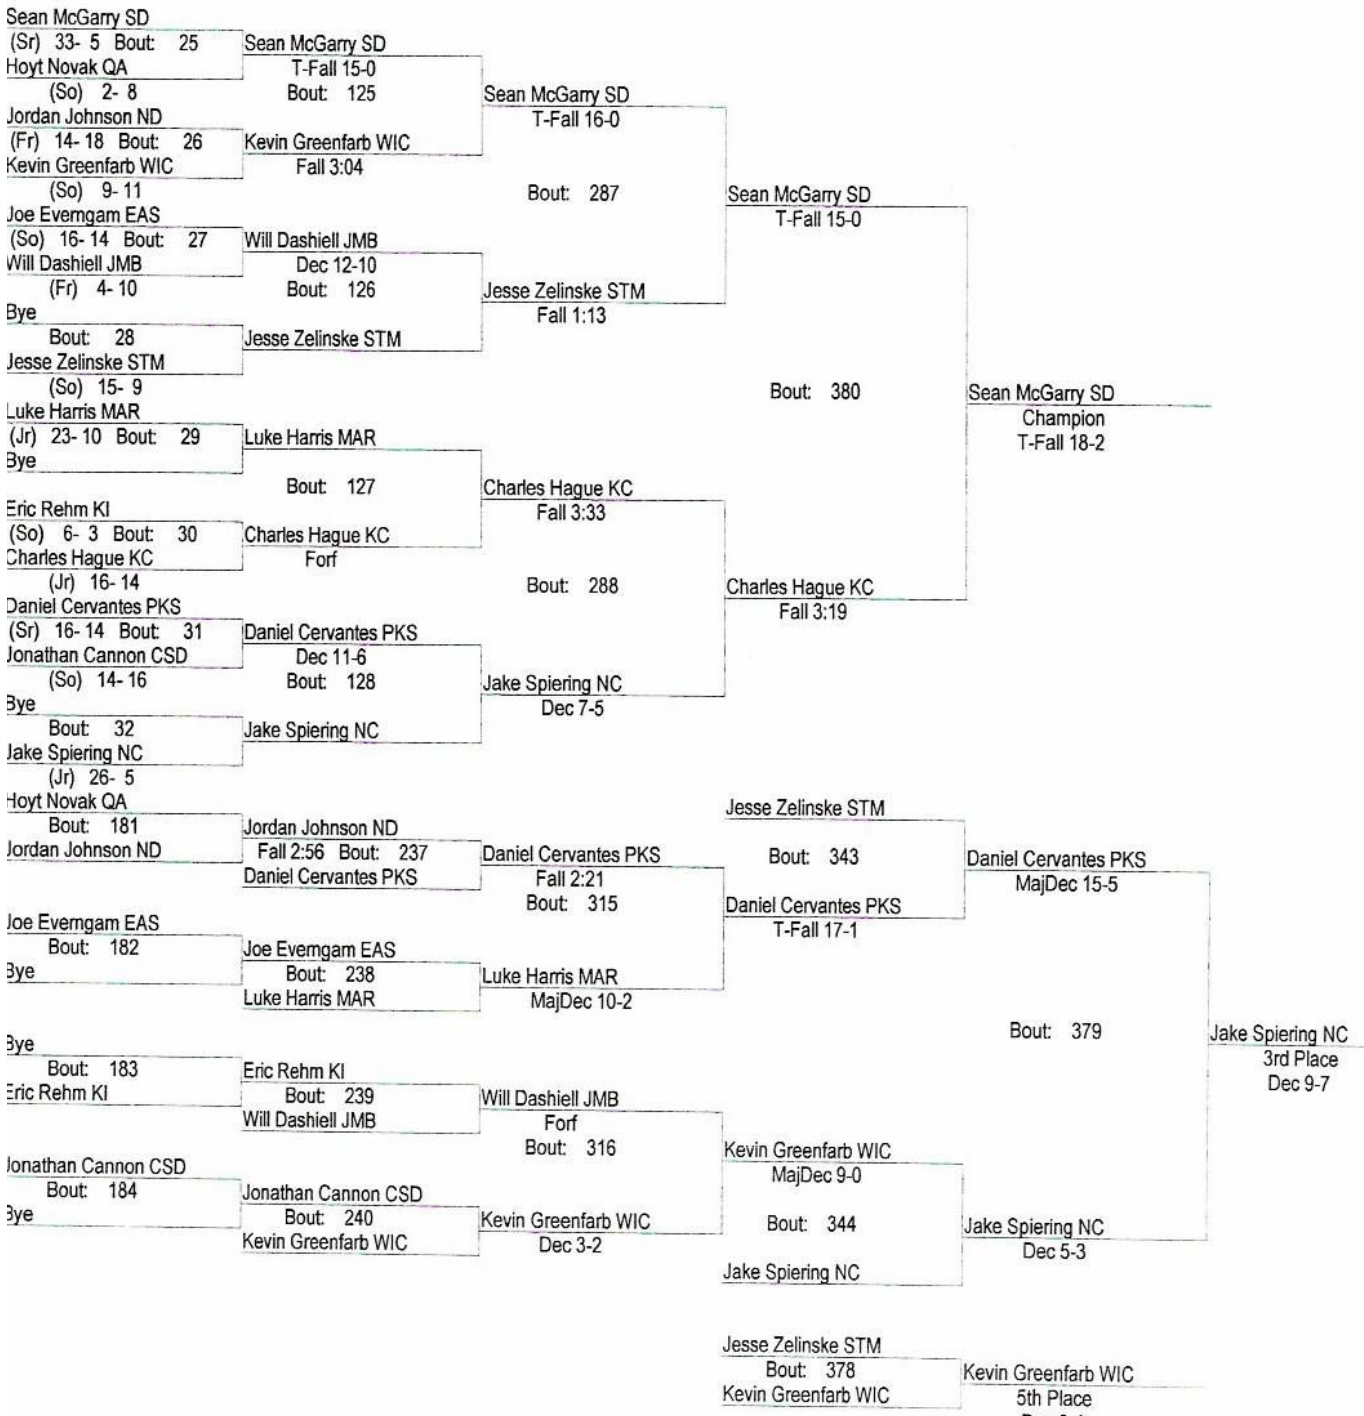 Sean McGarry SD
(Sr) 33- 5 Bout: 25
Hoyt Novak QA
(So) 2- 8
Jordan Johnson ND
(Fr) 14- 18 Bout: 26
Kevin Greenfarb WIC
(So) 9- 11
Joe Everngam EAS
(So) 16- 14 Bout: 27
Will Dashiell JMB
(Fr) 4- 10
Bye
Bout: 28
Jesse Zelinske STM
(So) 15- 9
Luke Harris MAR
(Jr) 23- 10 Bout: 29
Bye
Eric Rehm KI
(So) 6- 3 Bout: 30
Charles Hague KC
(Jr) 16- 14
Daniel Cervantes PKS
(Sr) 16- 14 Bout: 31
Jonathan Cannon CSD
(So) 14- 16
Bye
Bout: 32
Jake Spiering NC
(Jr) 26- 5
Sean McGarry SD
T-Fall 15-0
Bout: 125
Kevin Greenfarb WIC
Fall 3:04
Will Dashiell JMB
Dec 12-10
Bout: 126
Jesse Zelinske STM
Luke Harris MAR
Bout: 127
Charles Hague KC
Forf
Daniel Cervantes PKS
Dec 11-6
Bout: 128
Jake Spiering NC
Sean McGarry SD
T-Fall 16-0
Bout: 287
Jesse Zelinske STM
Fall 1:13
Charles Hague KC
Fall 3:33
Bout: 288
Jake Spiering NC
Dec 7-5
Sean McGarry SD
T-Fall 15-0
Bout: 380
Charles Hague KC
Fall 3:19
Sean McGarry SD
Champion
T-Fall 18-2
Hoyt Novak QA
Bout: 181
Jordan Johnson ND
Joe Everngam EAS
Bout: 182
Bye
Bye
Bout: 183
Eric Rehm KI
Jonathan Cannon CSD
Bout: 184
Bye
Jordan Johnson ND
Fall 2:56 Bout: 237
Daniel Cervantes PKS
Joe Everngam EAS
Bout: 238
Luke Harris MAR
Eric Rehm KI
Bout: 239
Will Dashiell JMB
Jonathan Cannon CSD
Bout: 240
Kevin Greenfarb WIC
Daniel Cervantes PKS
Fall 2:21
Bout: 315
Luke Harris MAR
MajDec 10-2
Will Dashiell JMB
Forf
Bout: 316
Kevin Greenfarb WIC
Dec 3-2
Jesse Zelinske STM
Bout: 343
Daniel Cervantes PKS
T-Fall 17-1
Kevin Greenfarb WIC
MajDec 9-0
Bout: 344
Jake Spiering NC
Daniel Cervantes PKS
MajDec 15-5
Bout: 379
Jake Spiering NC
Dec 5-3
Jake Spiering NC
3rd Place
Dec 9-7
Jesse Zelinske STM
Bout: 378
Kevin Greenfarb WIC
Kevin Greenfarb WIC
5th Place